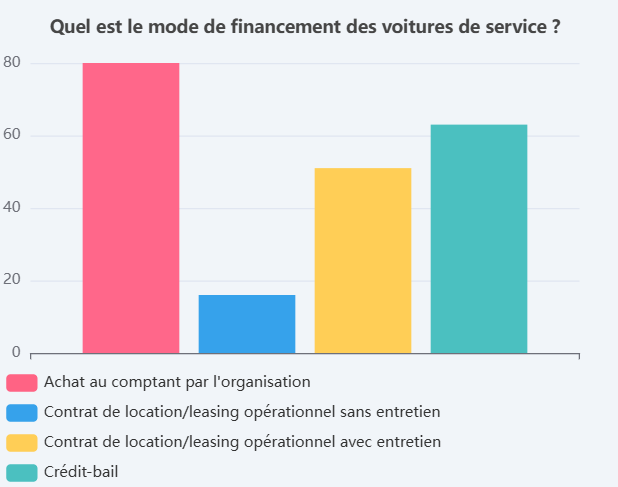 Quel est le mode de financement des voitures de service ?
80
60
40
20
0
Achat au comptant par l'organisation
Contrat de location/leasing opérationnel sans entretien
Contrat de location/leasing opérationnel avec entretien
Crédit-bail